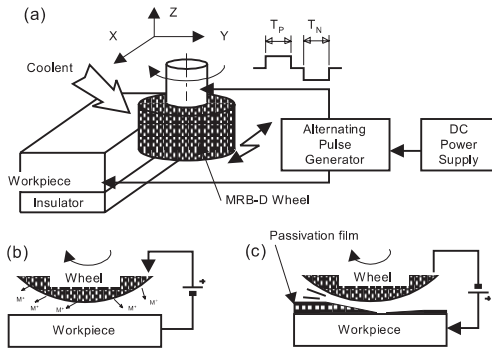 (a)
Z
X
Y
T_P
T_N
Coolent
Alternating
Pulse
Generator
DC
Power
Supply
Workpiece
Insulator
MRB-D Wheel
(b)
Wheel
M⁺ M⁺ M⁺ M⁺ M⁺
Workpiece
(c)
Passivation film
Wheel
Workpiece